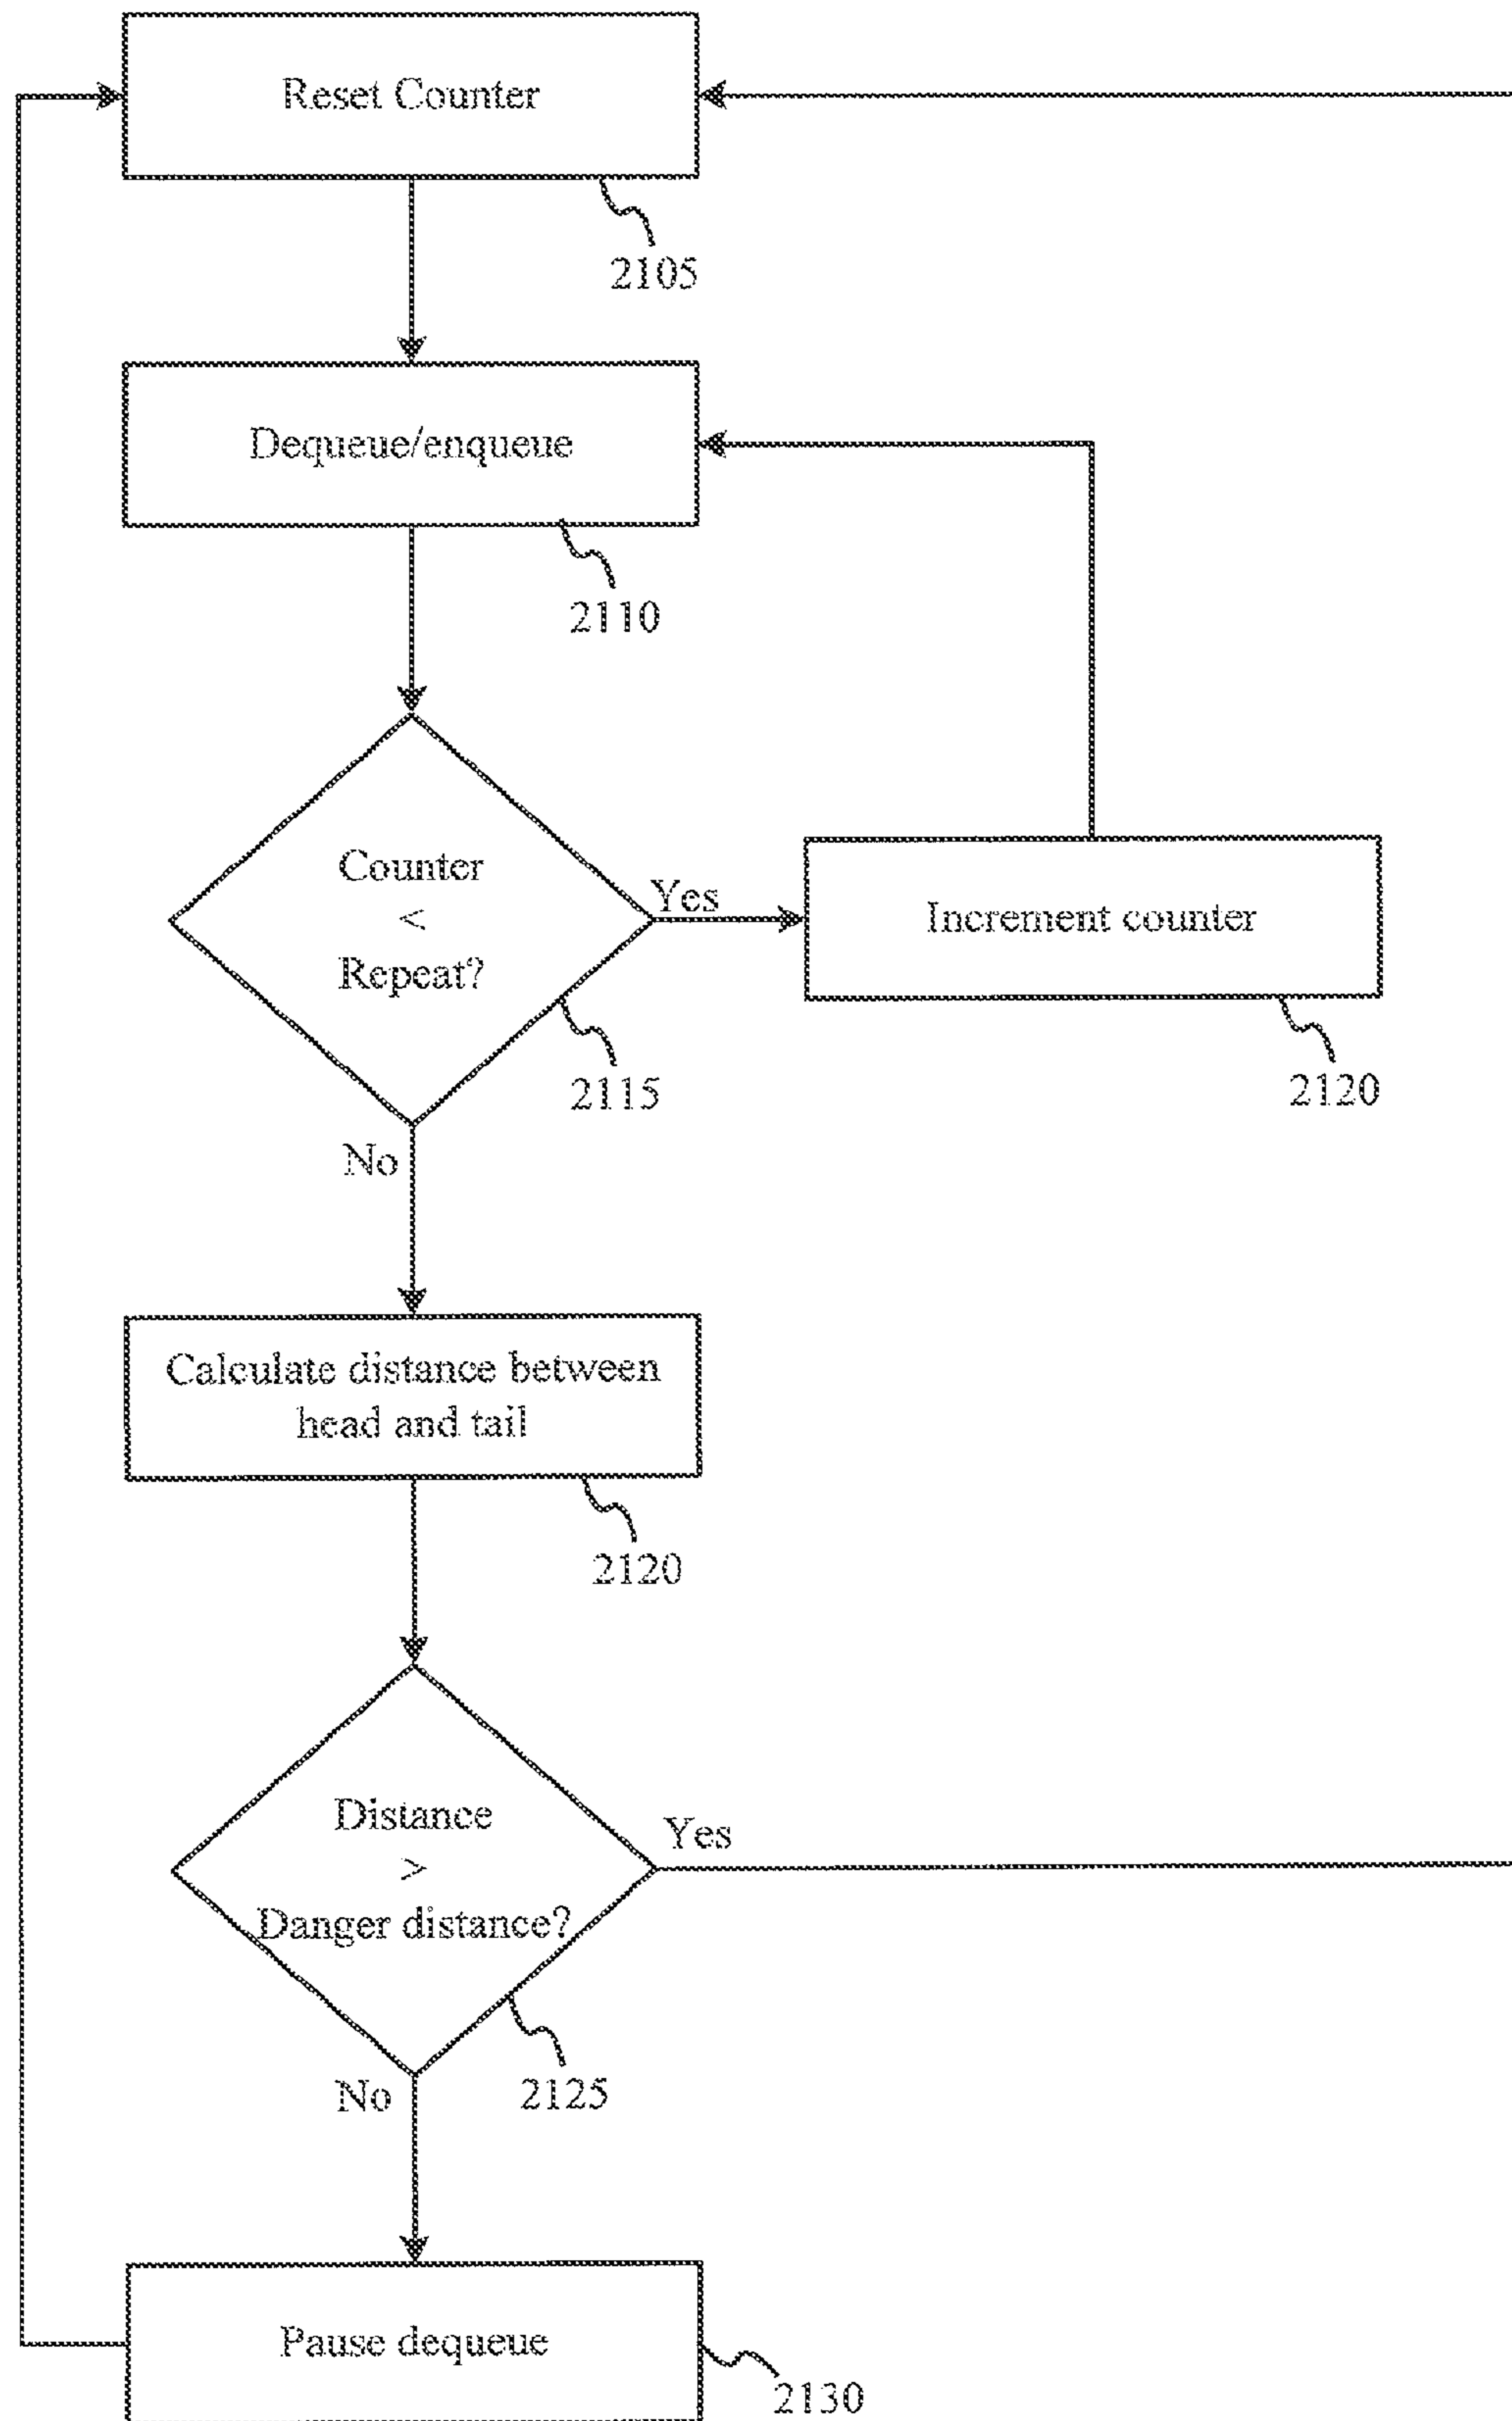 Reset Counter
2105
Dequeue/enqueue
2110
Counter
<
Repeat?
2115
Yes
Increment counter
2120
No
Calculate distance between
head and tail
2120
Distance
>
Danger distance?
2125
Yes
No
Pause dequeue
2130